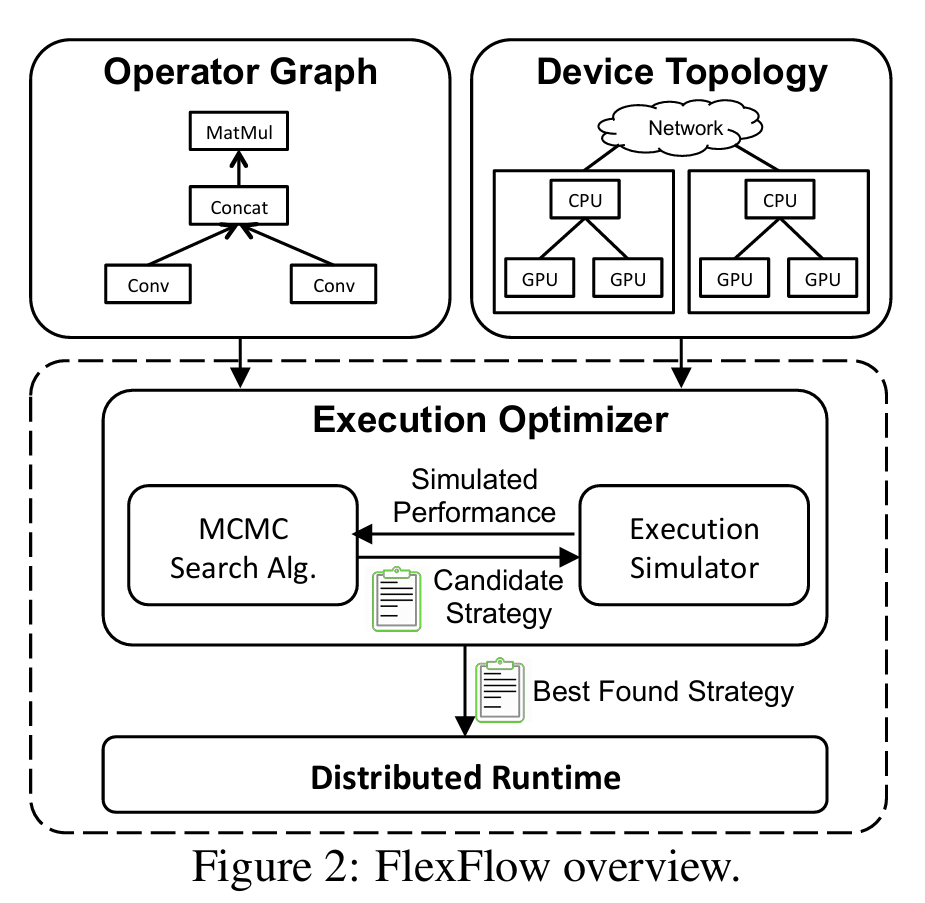 Operator Graph
MatMul
Concat
Conv
Conv
Device Topology
Network
CPU
CPU
GPU
GPU
GPU
GPU
Execution Optimizer
MCMC
Search Alg.
Simulated
Performance
Candidate
Strategy
Execution
Simulator
Best Found Strategy
Distributed Runtime
Figure 2: FlexFlow overview.